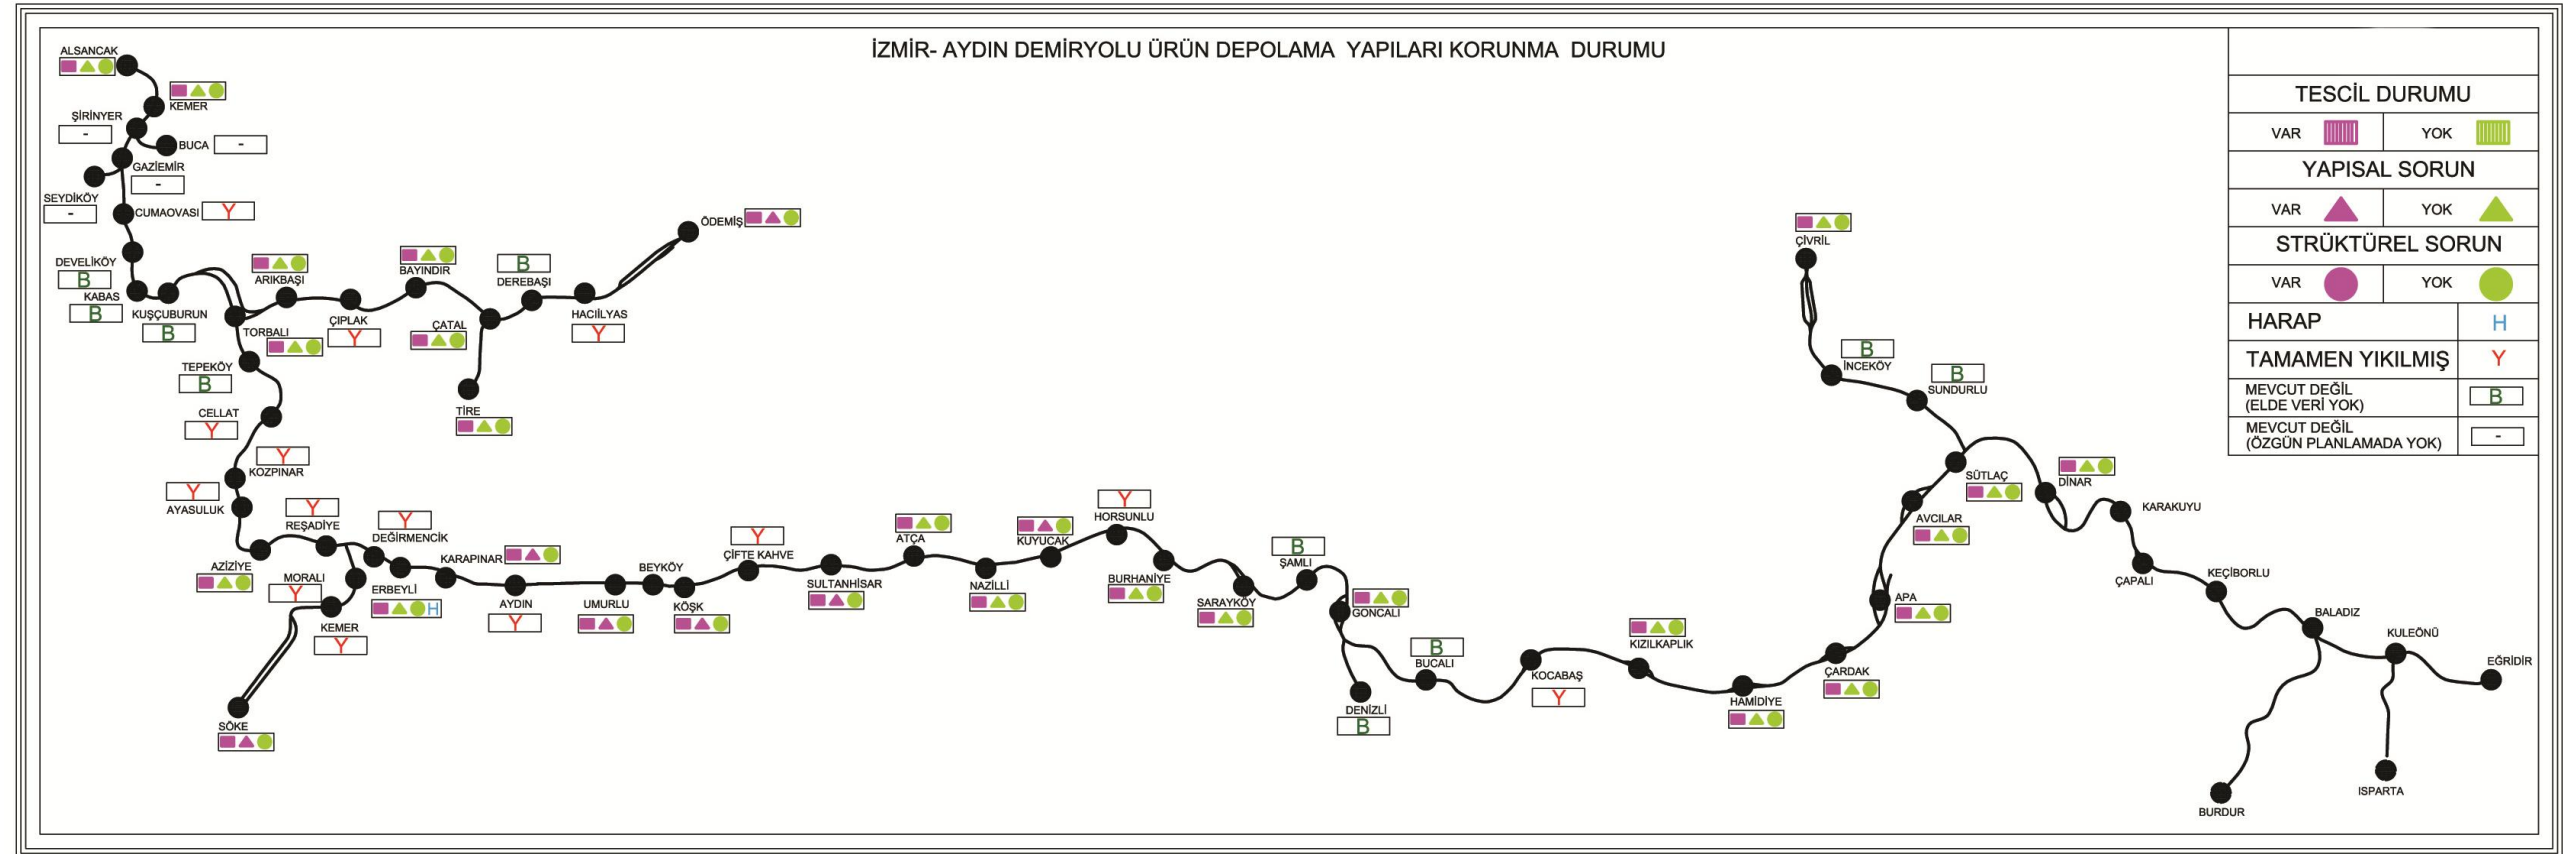 İZMİR- AYDIN DEMİRYOLU ÜRÜN DEPOLAMA YAPILARI KORUNMA DURUMU
ALSANCAK
KEMER
ŞİRİNYER
-
BUCA -
GAZİEMİR
-
SEYDİKÖY
-
CUMAOVASI Y
DEVELİKÖY
B
KABAS
B
KUŞÇUBURUN
B
TORBALI
ARIKBAŞI
ÇIPLAK
Y
BAYINDIR
ÇATAL
TİRE
B
DEREBAŞI
HACIİLYAS
Y
ÖDEMİŞ
TEPEKÖY
B
CELLAT
Y
Y
KOZPINAR
Y
AYASULUK
AZİZİYE
Y
REŞADİYE
Y
DEĞİRMENCİK
MORALI
Y
KEMER
Y
SÖKE
ERBEYLİ
H
KARAPINAR
AYDIN
Y
UMURLU
BEYKÖY
KÖŞK
Y
ÇİFTE KAHVE
SULTANHİSAR
ATÇA
NAZİLLİ
KUYUCAK
Y
HORSUNLU
BURHANİYE
SARAYKÖY
B
ŞAMLI
GONCALI
DENİZLİ
B
B
BUCALI
KOCABAŞ
Y
KIZILKAPLIK
HAMİDİYE
ÇARDAK
APA
AVCILAR
SÜTLAÇ
B
SUNDURLU
B
İNCEKÖY
ÇİVRİL
DİNAR
KARAKUYU
ÇAPALI
KEÇİBORLU
BALADIZ
KULEÖNÜ
EĞRİDİR
ISPARTA
BURDUR
TESCİL DURUMU
VAR YOK
YAPISAL SORUN
VAR YOK
STRÜKTÜREL SORUN
VAR YOK
HARAP H
TAMAMEN YIKILMIŞ Y
MEVCUT DEĞİL
(ELDE VERİ YOK) B
MEVCUT DEĞİL
(ÖZGÜN PLANLAMADA YOK) -